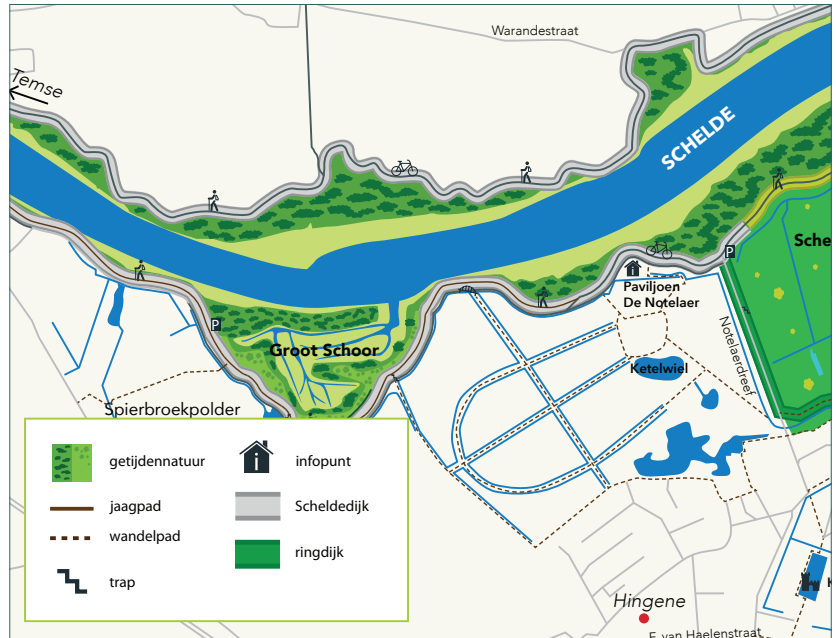 Warandestraat
Temse
SCHELDE
Sche
P
i
Paviljoen
De Notelaer
P
Groot Schoor
Ketelwiel
Notelaerdreef
Spierbroekpolder
getijdennatuur
i infopunt
jaagpad
Scheldedijk
wandelpad
ringdijk
trap
K
Hingene
F. van Haelenstraat